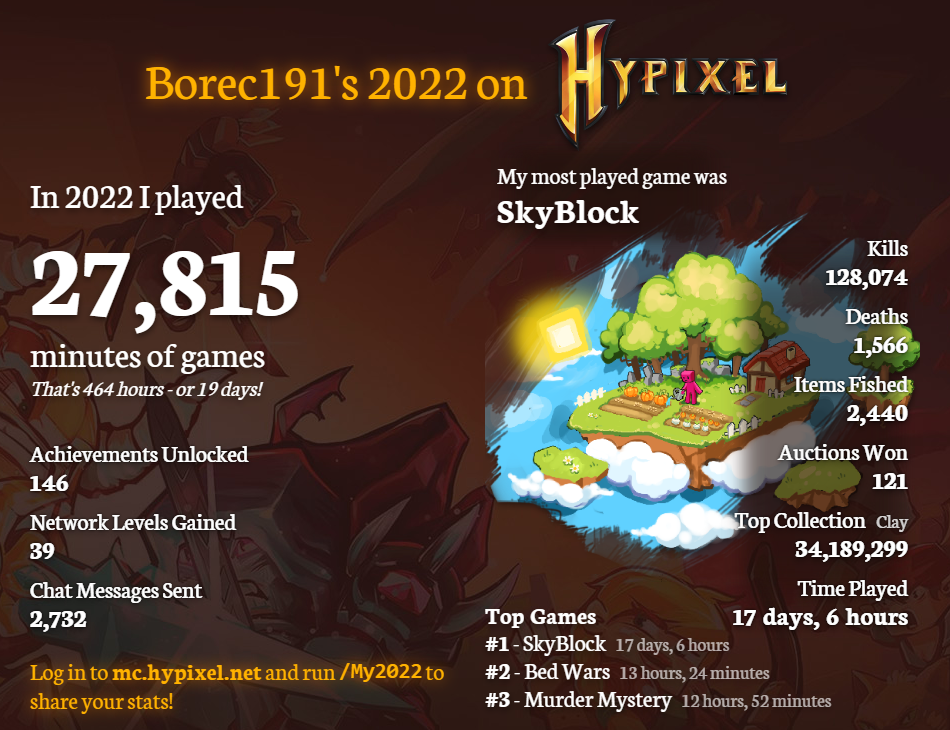 Borec191's 2022 on HYPIXEL
In 2022 I played
27,815
minutes of games
That's 464 hours - or 19 days!
Achievements Unlocked
146
Network Levels Gained
39
Chat Messages Sent
2,732
Log in to mc.hypixel.net and run /My2022 to
share your stats!
My most played game was
SkyBlock
Kills
128,074
Deaths
1,566
Items Fished
2,440
Auctions Won
121
Top Collection Clay
34,189,299
Time Played
17 days, 6 hours
Top Games
#1 - SkyBlock 17 days, 6 hours
#2 - Bed Wars 13 hours, 24 minutes
#3 - Murder Mystery 12 hours, 52 minutes